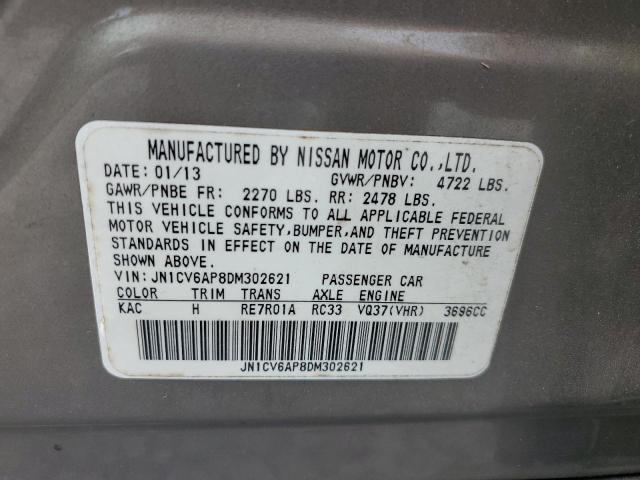 MANUFACTURED BY NISSAN MOTOR CO.,LTD.
DATE: 01/13 GVWR/PNBV: 4722 LBS.
GAWR/PNBE FR: 2270 LBS. RR: 2478 LBS.
THIS VEHICLE CONFORMS TO ALL APPLICABLE FEDERAL
MOTOR VEHICLE SAFETY,BUMPER,AND THEFT PREVENTION
STANDARDS IN EFFECT ON THE DATE OF MANUFACTURE
SHOWN ABOVE.
VIN: JN1CV6AP8DM302621 PASSENGER CAR
COLOR TRIM TRANS AXLE ENGINE
KAC H RE7R01A RC33 VQ37(VHR) 3696CC
JN1CV6AP8DM302621